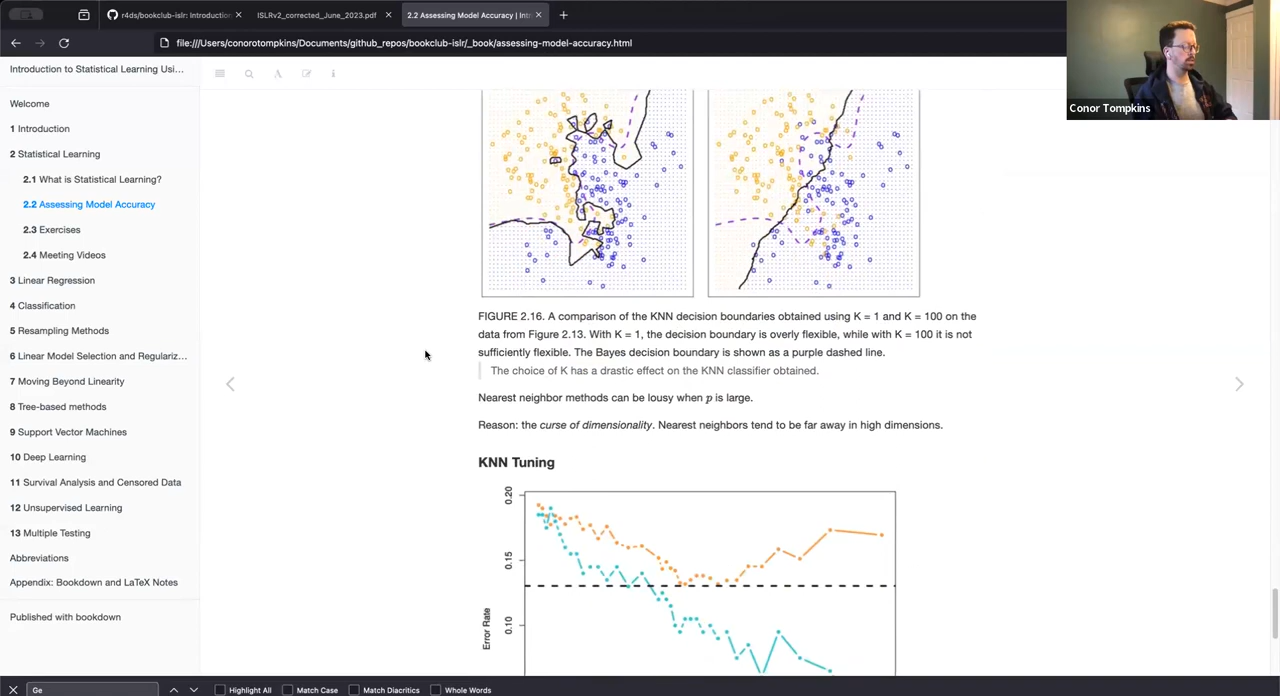 r4ds/bookclub-islr: Introduction
ISLRv2_corrected_June_2023.pdf
2.2 Assessing Model Accuracy | Intr
file:///Users/conorotompkins/Documents/github_repos/bookclub-islr/_book/assessing-model-accuracy.html
Conor Tompkins
Introduction to Statistical Learning Usi...
Welcome
1 Introduction
2 Statistical Learning
2.1 What is Statistical Learning?
2.2 Assessing Model Accuracy
2.3 Exercises
2.4 Meeting Videos
3 Linear Regression
4 Classification
5 Resampling Methods
6 Linear Model Selection and Regulariz...
7 Moving Beyond Linearity
8 Tree-based methods
9 Support Vector Machines
10 Deep Learning
11 Survival Analysis and Censored Data
12 Unsupervised Learning
13 Multiple Testing
Abbreviations
Appendix: Bookdown and LaTeX Notes
Published with bookdown
FIGURE 2.16. A comparison of the KNN decision boundaries obtained using K = 1 and K = 100 on the
data from Figure 2.13. With K = 1, the decision boundary is overly flexible, while with K = 100 it is not
sufficiently flexible. The Bayes decision boundary is shown as a purple dashed line.
The choice of K has a drastic effect on the KNN classifier obtained.
Nearest neighbor methods can be lousy when p is large.
Reason: the curse of dimensionality. Nearest neighbors tend to be far away in high dimensions.
KNN Tuning
0.20
0.15
0.10
Error Rate
Ge
Highlight All
Match Case
Match Diacritics
Whole Words